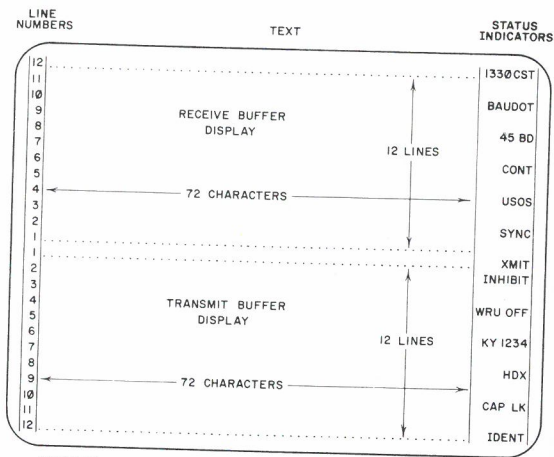 LINE NUMBERS
TEXT
STATUS INDICATORS
12
11
1Ø
9
8
7
6
5
4
3
2
1
1
2
3
4
5
6
7
8
9
1Ø
11
12
RECEIVE BUFFER
DISPLAY
12 LINES
72 CHARACTERS
TRANSMIT BUFFER
DISPLAY
12 LINES
72 CHARACTERS
133ØCST
BAUDOT
45 BD
CONT
USOS
SYNC
XMIT
INHIBIT
WRU OFF
KY 1234
HDX
CAP LK
IDENT